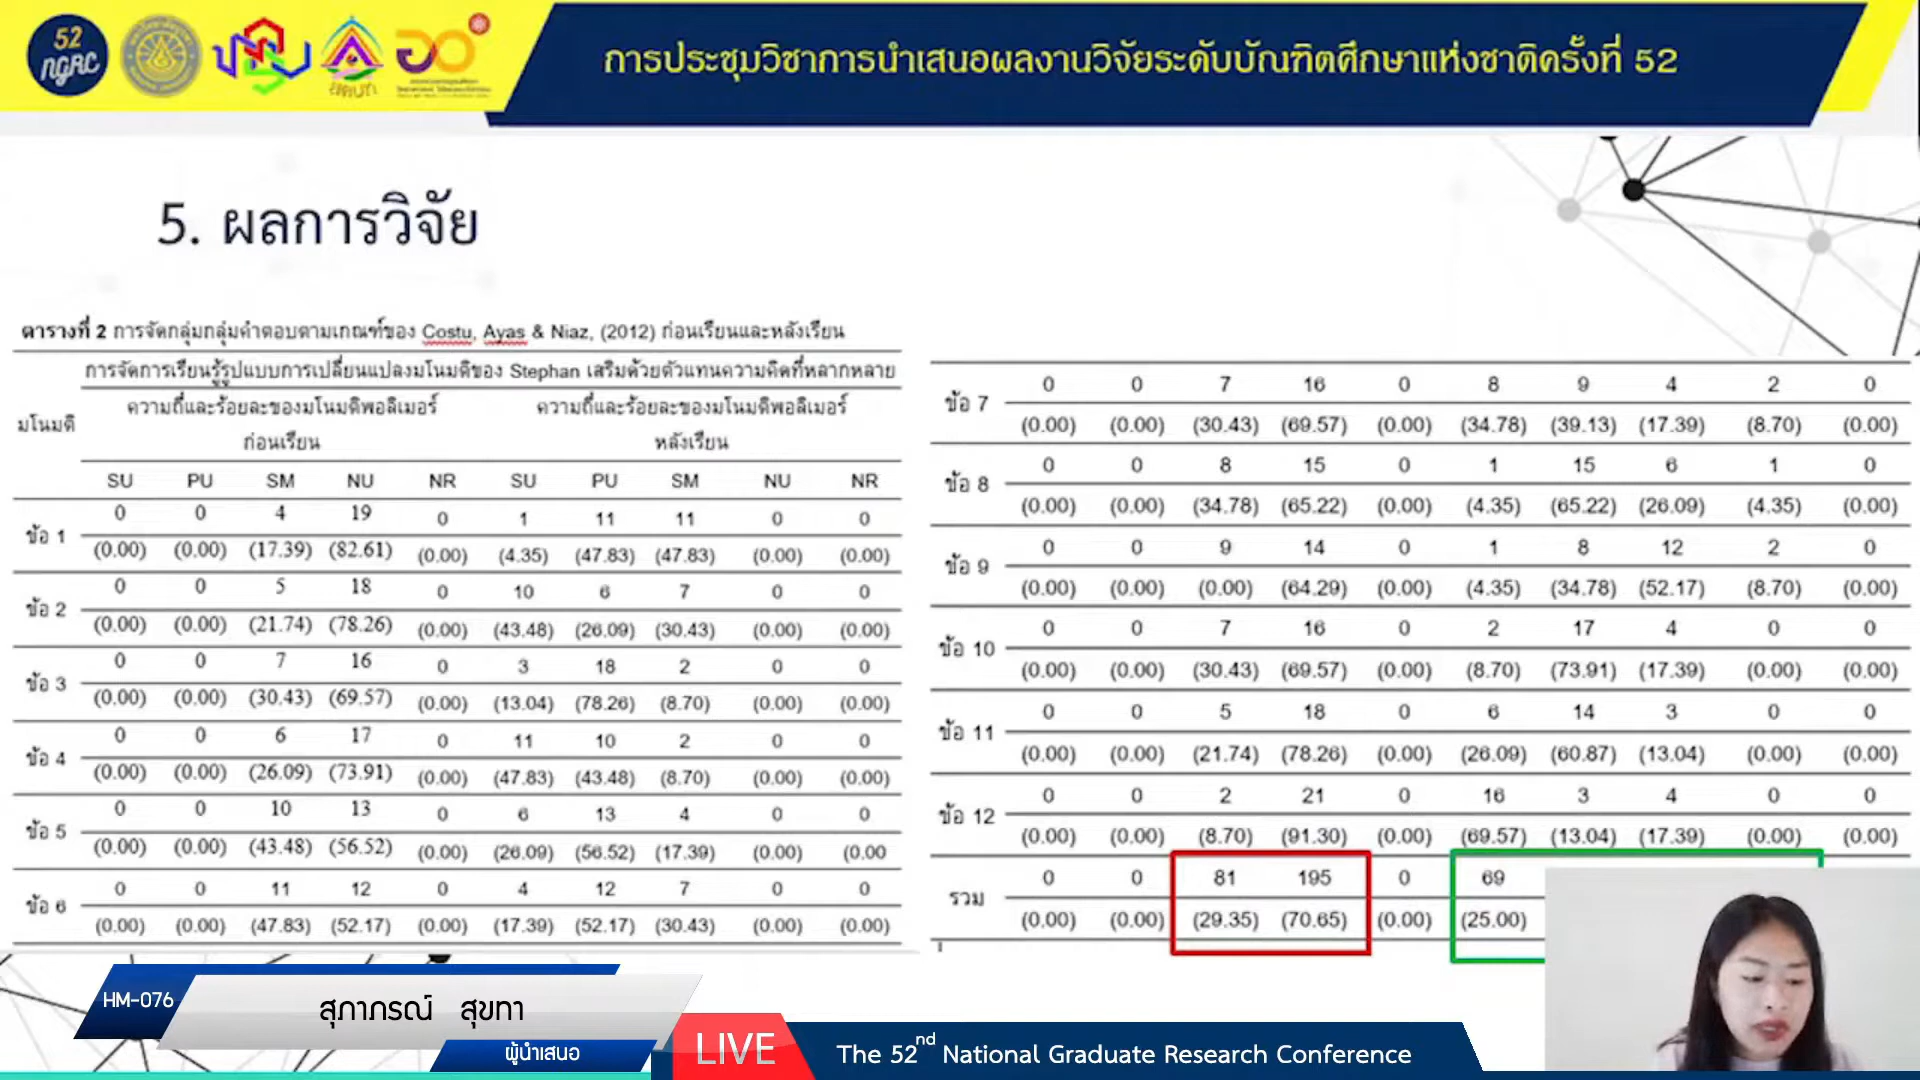 52
NGRC
การประชุมวิชาการนำเสนอผลงานวิจัยระดับบัณฑิตศึกษาแห่งชาติครั้งที่ 52
5. ผลการวิจัย
ตารางที่ 2 การจัดกลุ่มกลุ่มคำตอบตามเกณฑ์ของ Costu, Ayas & Niaz, (2012) ก่อนเรียนและหลังเรียน
การจัดการเรียนรู้รูปแบบการเปลี่ยนแปลงมโนมติของ Stephan เสริมด้วยตัวแทนความคิดที่หลากหลาย
มโนมติ ความถี่และร้อยละของมโนมติพอลิเมอร์ ก่อนเรียน ความถี่และร้อยละของมโนมติพอลิเมอร์ หลังเรียน
SU PU SM NU NR SU PU SM NU NR
ข้อ 1 0 0 4 19 0 1 11 11 0 0
(0.00) (0.00) (17.39) (82.61) (0.00) (4.35) (47.83) (47.83) (0.00) (0.00)
ข้อ 2 0 0 5 18 0 10 6 7 0 0
(0.00) (0.00) (21.74) (78.26) (0.00) (43.48) (26.09) (30.43) (0.00) (0.00)
ข้อ 3 0 0 7 16 0 3 18 2 0 0
(0.00) (0.00) (30.43) (69.57) (0.00) (13.04) (78.26) (8.70) (0.00) (0.00)
ข้อ 4 0 0 6 17 0 11 10 2 0 0
(0.00) (0.00) (26.09) (73.91) (0.00) (47.83) (43.48) (8.70) (0.00) (0.00)
ข้อ 5 0 0 10 13 0 6 13 4 0 0
(0.00) (0.00) (43.48) (56.52) (0.00) (26.09) (56.52) (17.39) (0.00) (0.00
ข้อ 6 0 0 11 12 0 4 12 7 0 0
(0.00) (0.00) (47.83) (52.17) (0.00) (17.39) (52.17) (30.43) (0.00) (0.00)
ข้อ 7 0 0 7 16 0 8 9 4 2 0
(0.00) (0.00) (30.43) (69.57) (0.00) (34.78) (39.13) (17.39) (8.70) (0.00)
ข้อ 8 0 0 8 15 0 1 15 6 1 0
(0.00) (0.00) (34.78) (65.22) (0.00) (4.35) (65.22) (26.09) (4.35) (0.00)
ข้อ 9 0 0 9 14 0 1 8 12 2 0
(0.00) (0.00) (0.00) (64.29) (0.00) (4.35) (34.78) (52.17) (8.70) (0.00)
ข้อ 10 0 0 7 16 0 2 17 4 0 0
(0.00) (0.00) (30.43) (69.57) (0.00) (8.70) (73.91) (17.39) (0.00) (0.00)
ข้อ 11 0 0 5 18 0 6 14 3 0 0
(0.00) (0.00) (21.74) (78.26) (0.00) (26.09) (60.87) (13.04) (0.00) (0.00)
ข้อ 12 0 0 2 21 0 16 3 4 0 0
(0.00) (0.00) (8.70) (91.30) (0.00) (69.57) (13.04) (17.39) (0.00) (0.00)
รวม 0 0 81 195 0 69
(0.00) (0.00) (29.35) (70.65) (0.00) (25.00)
HM-076
สุภาภรณ์ สุขทา
ผู้นำเสนอ
LIVE
The 52nd National Graduate Research Conference